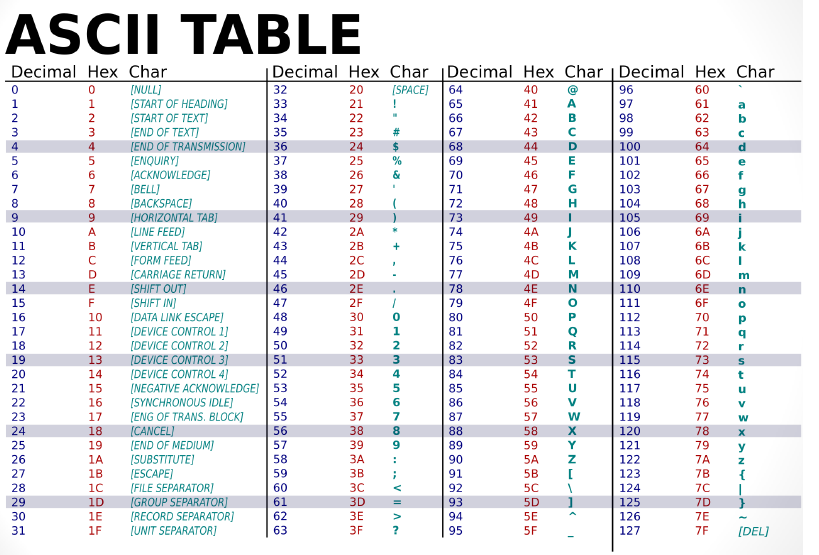 ASCII TABLE
Decimal Hex Char Decimal Hex Char Decimal Hex Char Decimal Hex Char
0 0 [NULL] 32 20 [SPACE] 64 40 @ 96 60 `
1 1 [START OF HEADING] 33 21 ! 65 41 A 97 61 a
2 2 [START OF TEXT] 34 22 " 66 42 B 98 62 b
3 3 [END OF TEXT] 35 23 # 67 43 C 99 63 c
4 4 [END OF TRANSMISSION] 36 24 $ 68 44 D 100 64 d
5 5 [ENQUIRY] 37 25 % 69 45 E 101 65 e
6 6 [ACKNOWLEDGE] 38 26 & 70 46 F 102 66 f
7 7 [BELL] 39 27 ' 71 47 G 103 67 g
8 8 [BACKSPACE] 40 28 ( 72 48 H 104 68 h
9 9 [HORIZONTAL TAB] 41 29 ) 73 49 I 105 69 i
10 A [LINE FEED] 42 2A * 74 4A J 106 6A j
11 B [VERTICAL TAB] 43 2B + 75 4B K 107 6B k
12 C [FORM FEED] 44 2C , 76 4C L 108 6C l
13 D [CARRIAGE RETURN] 45 2D - 77 4D M 109 6D m
14 E [SHIFT OUT] 46 2E . 78 4E N 110 6E n
15 F [SHIFT IN] 47 2F / 79 4F O 111 6F o
16 10 [DATA LINK ESCAPE] 48 30 0 80 50 P 112 70 p
17 11 [DEVICE CONTROL 1] 49 31 1 81 51 Q 113 71 q
18 12 [DEVICE CONTROL 2] 50 32 2 82 52 R 114 72 r
19 13 [DEVICE CONTROL 3] 51 33 3 83 53 S 115 73 s
20 14 [DEVICE CONTROL 4] 52 34 4 84 54 T 116 74 t
21 15 [NEGATIVE ACKNOWLEDGE] 53 35 5 85 55 U 117 75 u
22 16 [SYNCHRONOUS IDLE] 54 36 6 86 56 V 118 76 v
23 17 [ENG OF TRANS. BLOCK] 55 37 7 87 57 W 119 77 w
24 18 [CANCEL] 56 38 8 88 58 X 120 78 x
25 19 [END OF MEDIUM] 57 39 9 89 59 Y 121 79 y
26 1A [SUBSTITUTE] 58 3A : 90 5A Z 122 7A z
27 1B [ESCAPE] 59 3B ; 91 5B [ 123 7B {
28 1C [FILE SEPARATOR] 60 3C < 92 5C \ 124 7C |
29 1D [GROUP SEPARATOR] 61 3D = 93 5D ] 125 7D }
30 1E [RECORD SEPARATOR] 62 3E > 94 5E ^ 126 7E ~
31 1F [UNIT SEPARATOR] 63 3F ? 95 5F _ 127 7F [DEL]